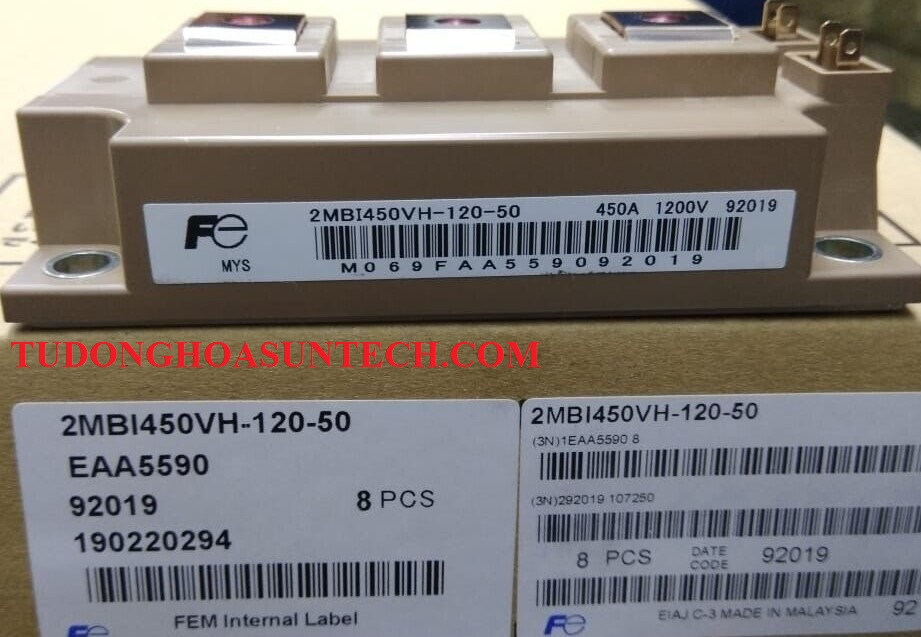 Fe
MYS
2MBI450VH-120-50 450A 1200V 92019
M069FAA559092019
TUDONGHOASUNTECH.COM
2MBI450VH-120-50
EAA5590
92019 8 PCS
190220294
FEM Internal Label
Fe
2MBI450VH-120-50
(3N)1EAA5590 8
(3N)292019 107250
8 PCS DATE CODE 92019
Fe EIAJ C-3 MADE IN MALAYSIA 92